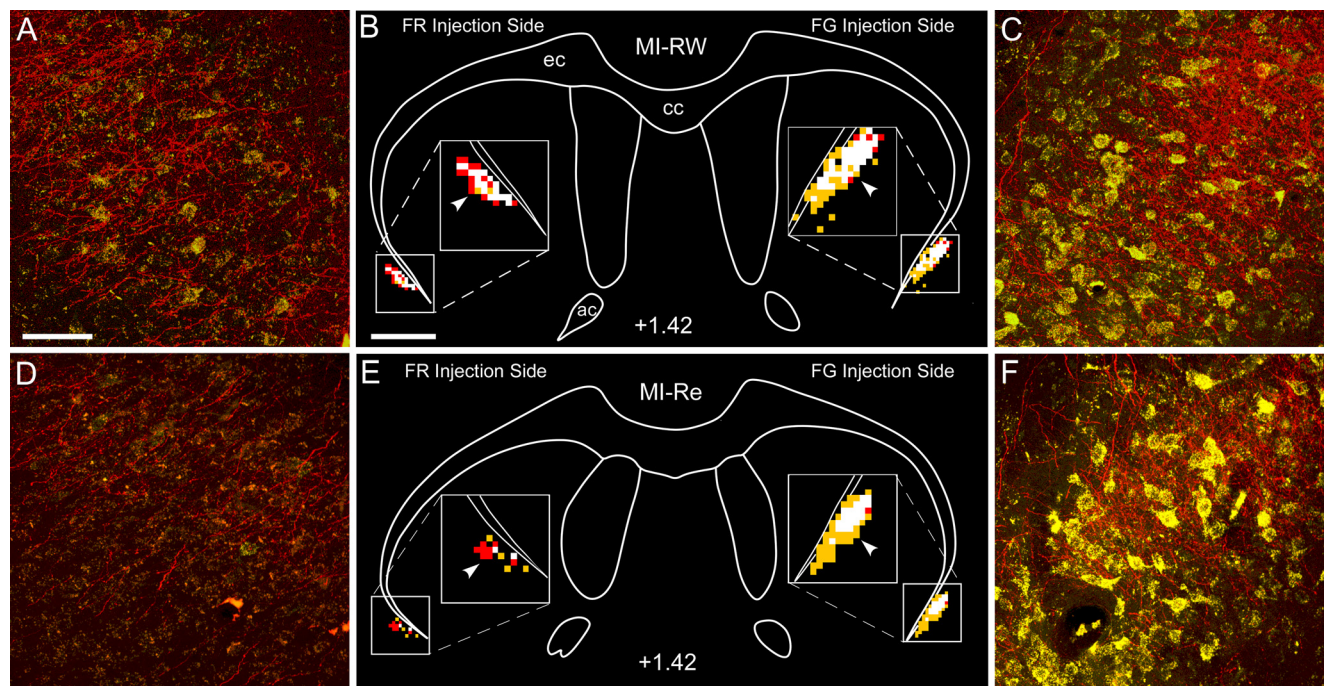 A
B
FR Injection Side
MI-RW
FG Injection Side
C
ec
cc
ac
+1.42
D
E
FR Injection Side
MI-Re
FG Injection Side
F
+1.42